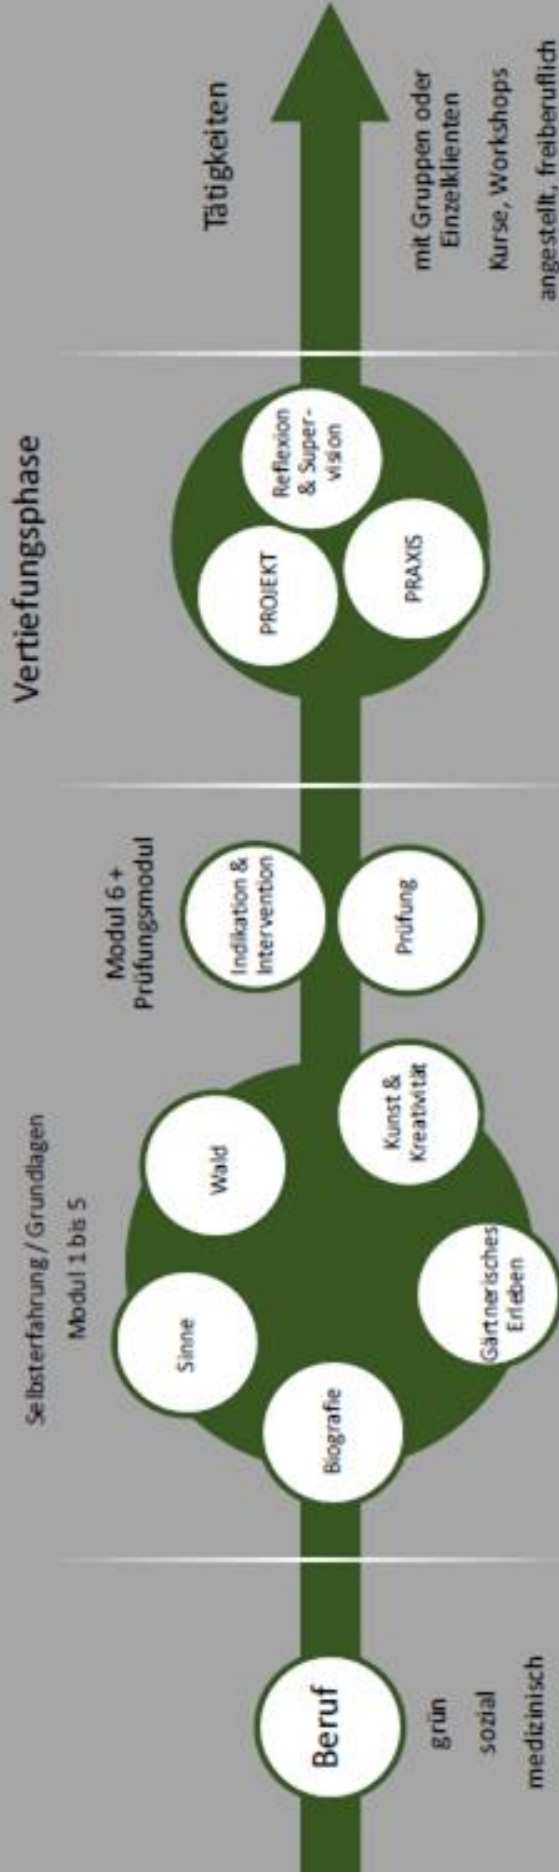 Beruf
grün
sozial
medizinisch
Selbsterfahrung / Grundlagen
Modul 1 bis 5
Biografie
Sinne
Wald
Gärtnerisches
Erleben
Kunst &
Kreativität
Modul 6 +
Prüfungsmodul
Indikation &
Intervention
Prüfung
Vertiefungsphase
PROJEKT
Reflexion
& Super-
vision
PRAXIS
Tätigkeiten
mit Gruppen oder
Einzelklienten
Kurse, Workshops
angestellt, freiberuflich